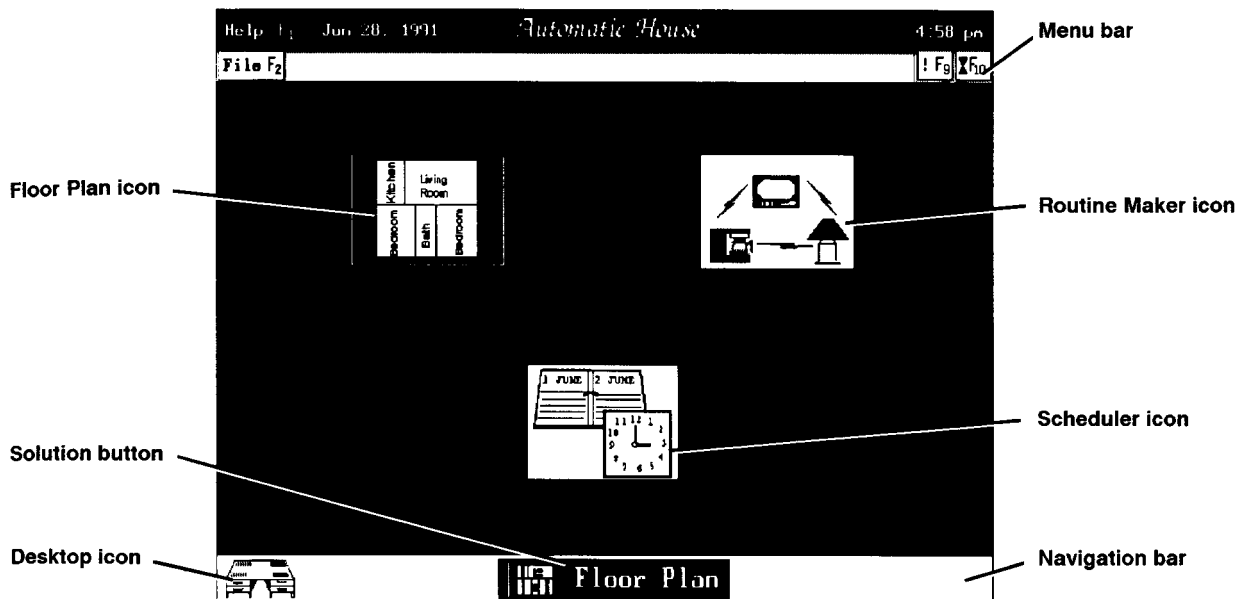 Help F1 Jun 28, 1991 Automatic House 4:58 pm
Menu bar
File F2 ! F9 F10
Floor Plan icon
Kitchen
Living
Room
Bedroom
Bath
Bedroom
Routine Maker icon
1 JUNE 2 JUNE
11 12 1
10 2
9 3
8 4
7 6 5
Scheduler icon
Solution button
Desktop icon
Floor Plan
Navigation bar